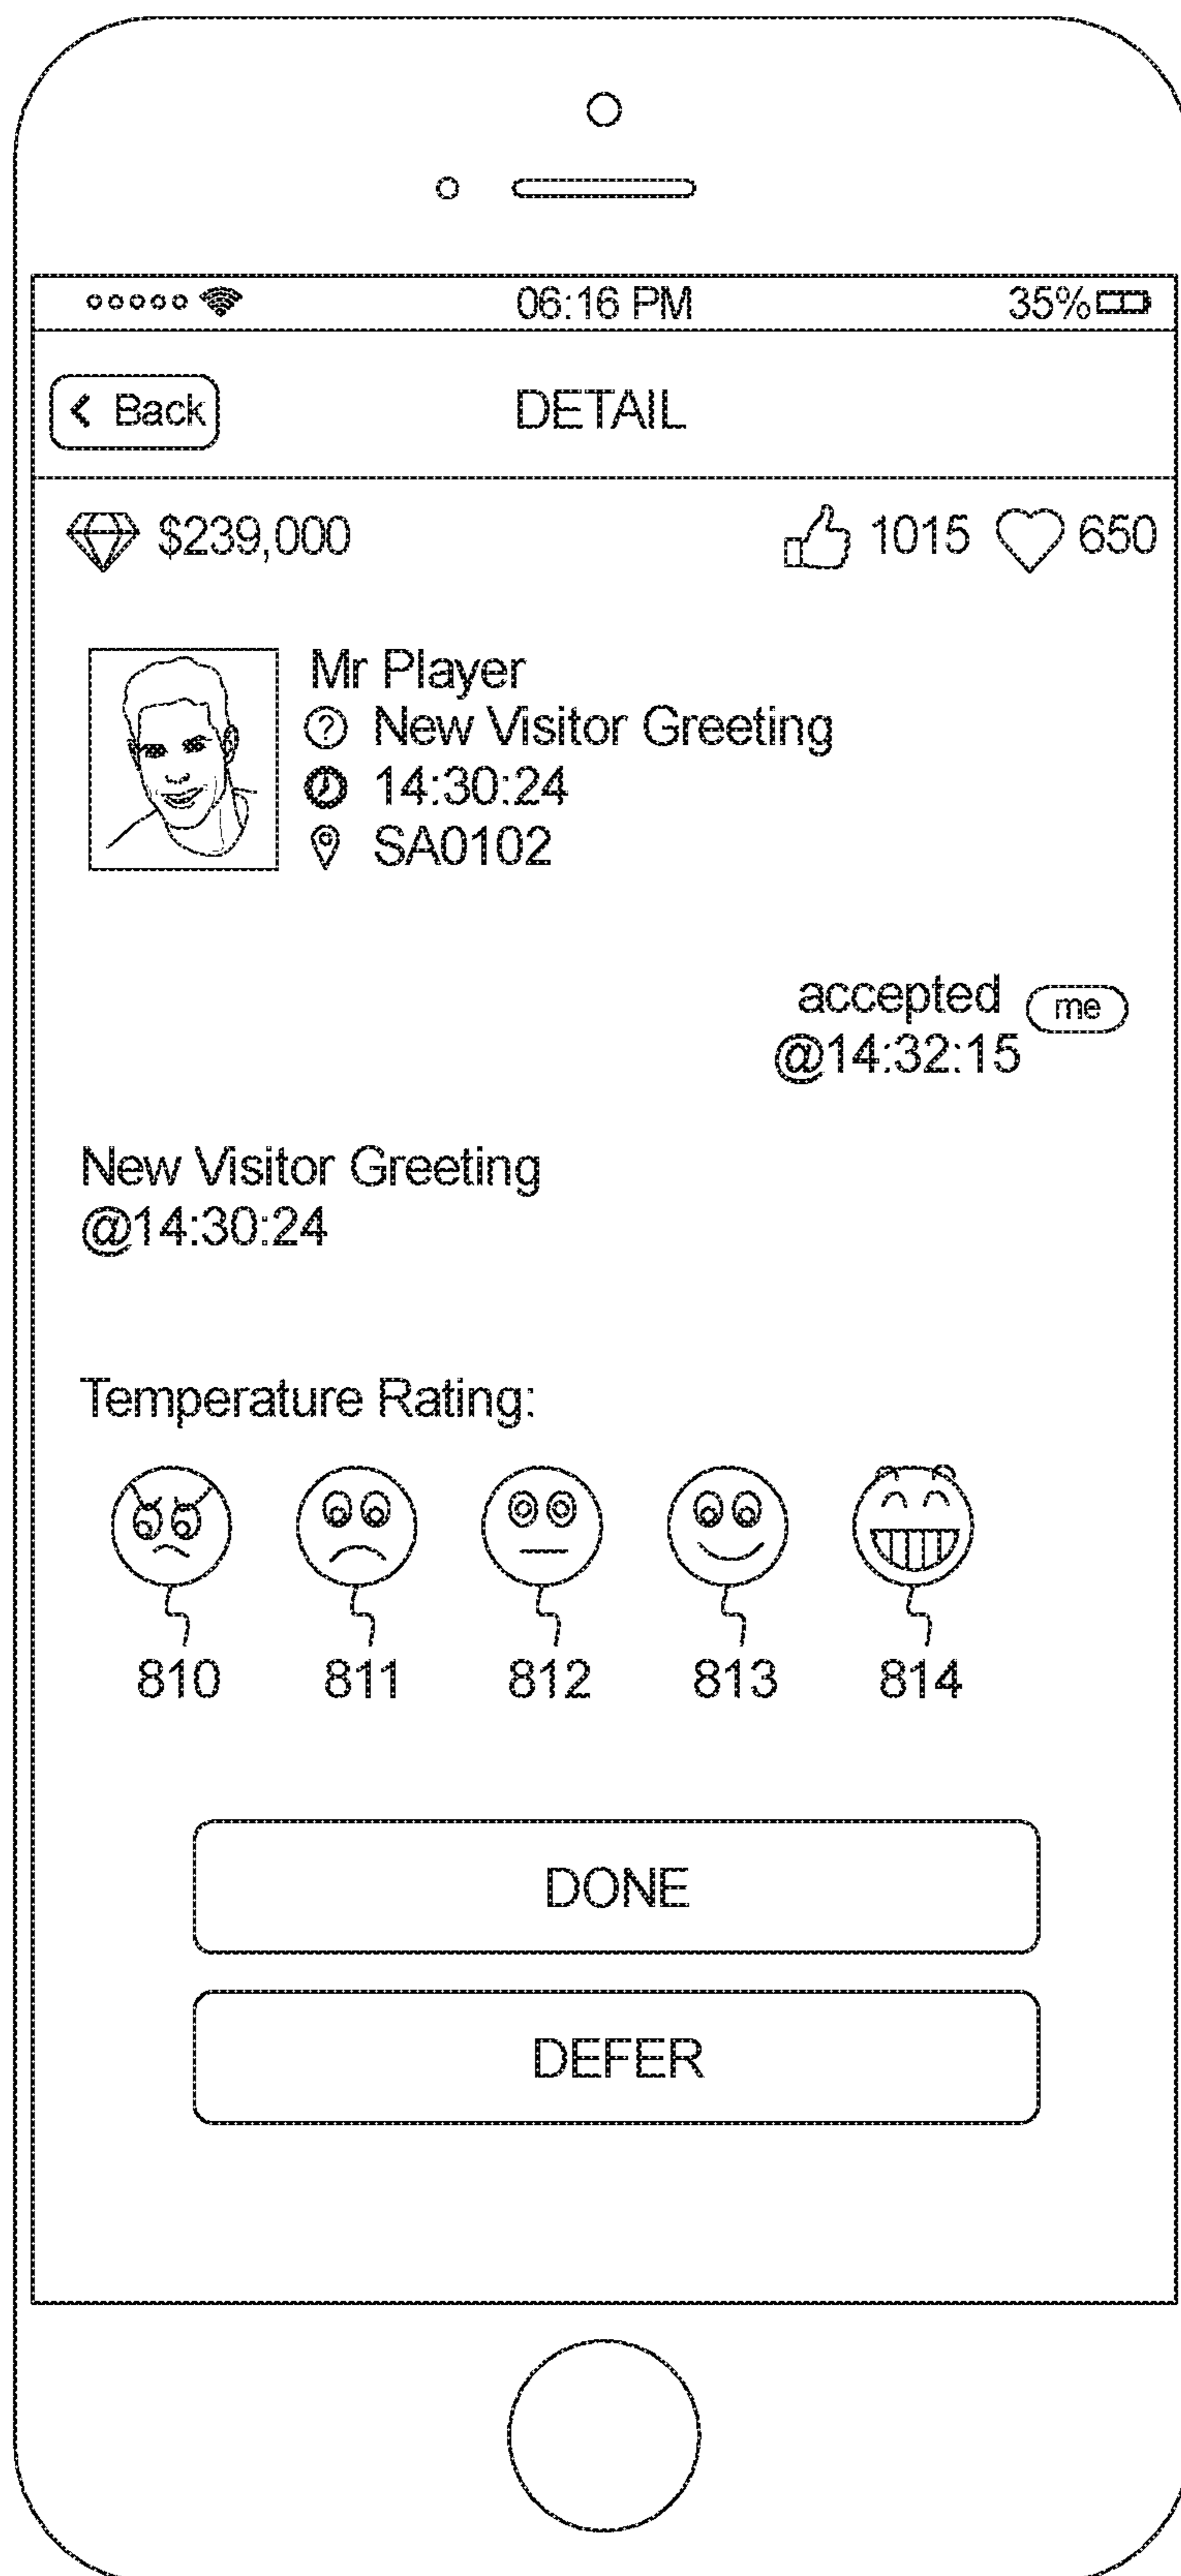 06:16 PM 35%
Back DETAIL
$239,000 1015 650
Mr Player
? New Visitor Greeting
14:30:24
SA0102
accepted me
@14:32:15
New Visitor Greeting
@14:30:24
Temperature Rating:
810 811 812 813 814
DONE
DEFER